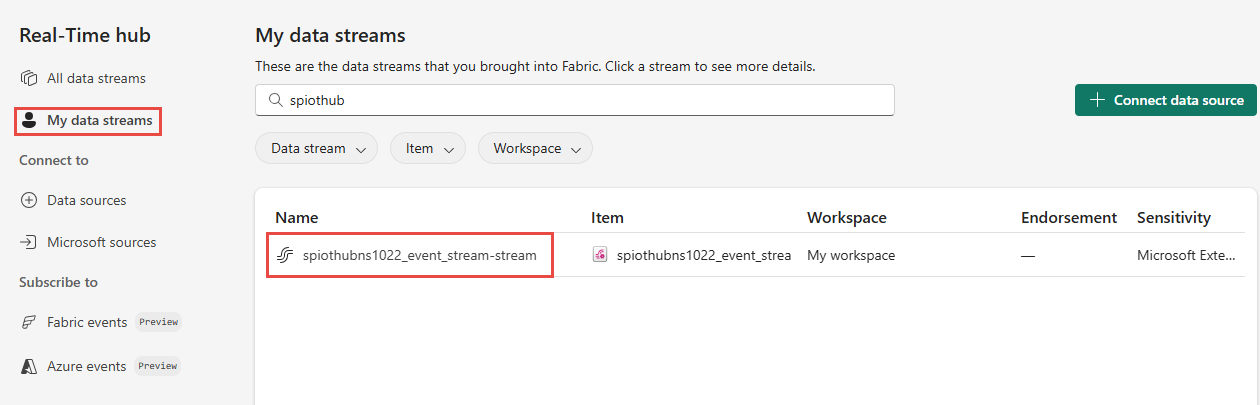 Real-Time hub
All data streams
My data streams
Connect to
Data sources
Microsoft sources
Subscribe to
Fabric events Preview
Azure events Preview
My data streams
These are the data streams that you brought into Fabric. Click a stream to see more details.
spiothub
Connect data source
Data stream Item Workspace
Name Item Workspace Endorsement Sensitivity
spiothubns1022_event_stream-stream spiothubns1022_event_strea My workspace — Microsoft Exte...